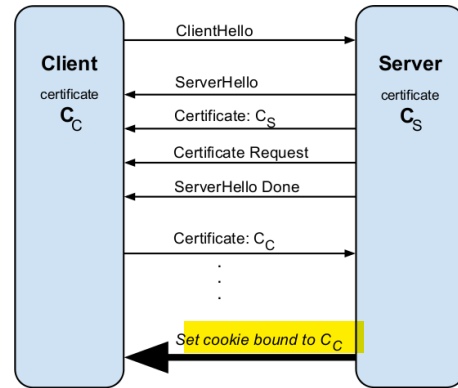 ClientHello
Client
Server
certificate
C_C
ServerHello
certificate
C_S
Certificate: C_S
Certificate Request
ServerHello Done
Certificate: C_C
Set cookie bound to C_C